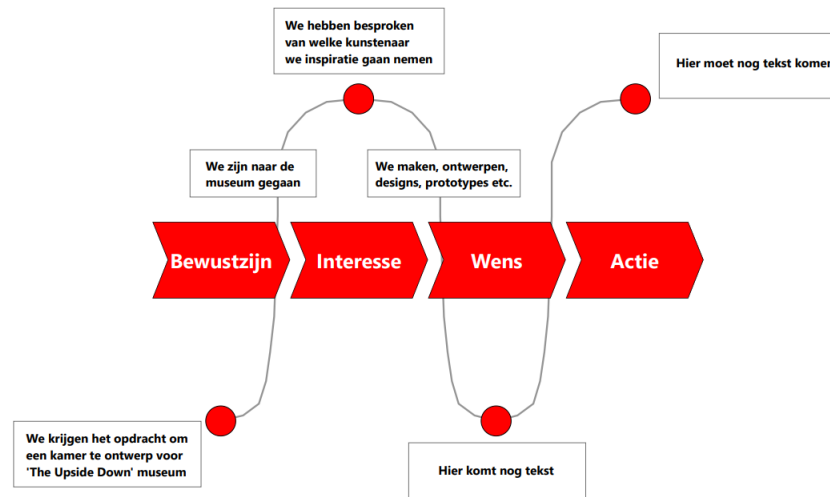 We hebben besproken
van welke kunstenaar
we inspiratie gaan nemen
Hier moet nog tekst komen
We zijn naar de
museum gegaan
We maken, ontwerpen,
designs, prototypes etc.
Bewustzijn
Interesse
Wens
Actie
We krijgen het opdracht om
een kamer te ontwerp voor
'The Upside Down' museum
Hier komt nog tekst